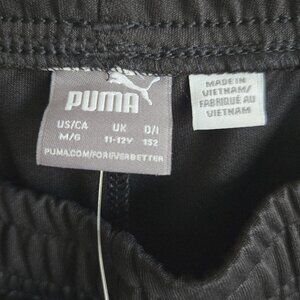 PUMA
US/CA UK D/I
M/G 11-12Y 152
PUMA.COM/FOREVERBETTER
MADE IN
VIETNAM/
FABRIQUÉ AU
VIETNAM